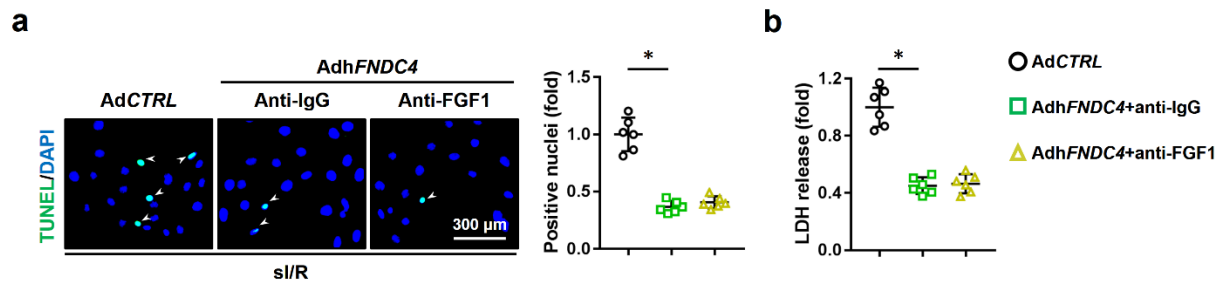 a
AdhFNDC4
AdCTRL Anti-IgG Anti-FGF1
TUNEL/DAPI
300 μm
sI/R
Positive nuclei (fold)
1.5
1.0
0.5
0.0
*
b
LDH release (fold)
1.2
0.8
0.4
0.0
*
AdCTRL
AdhFNDC4+anti-IgG
AdhFNDC4+anti-FGF1